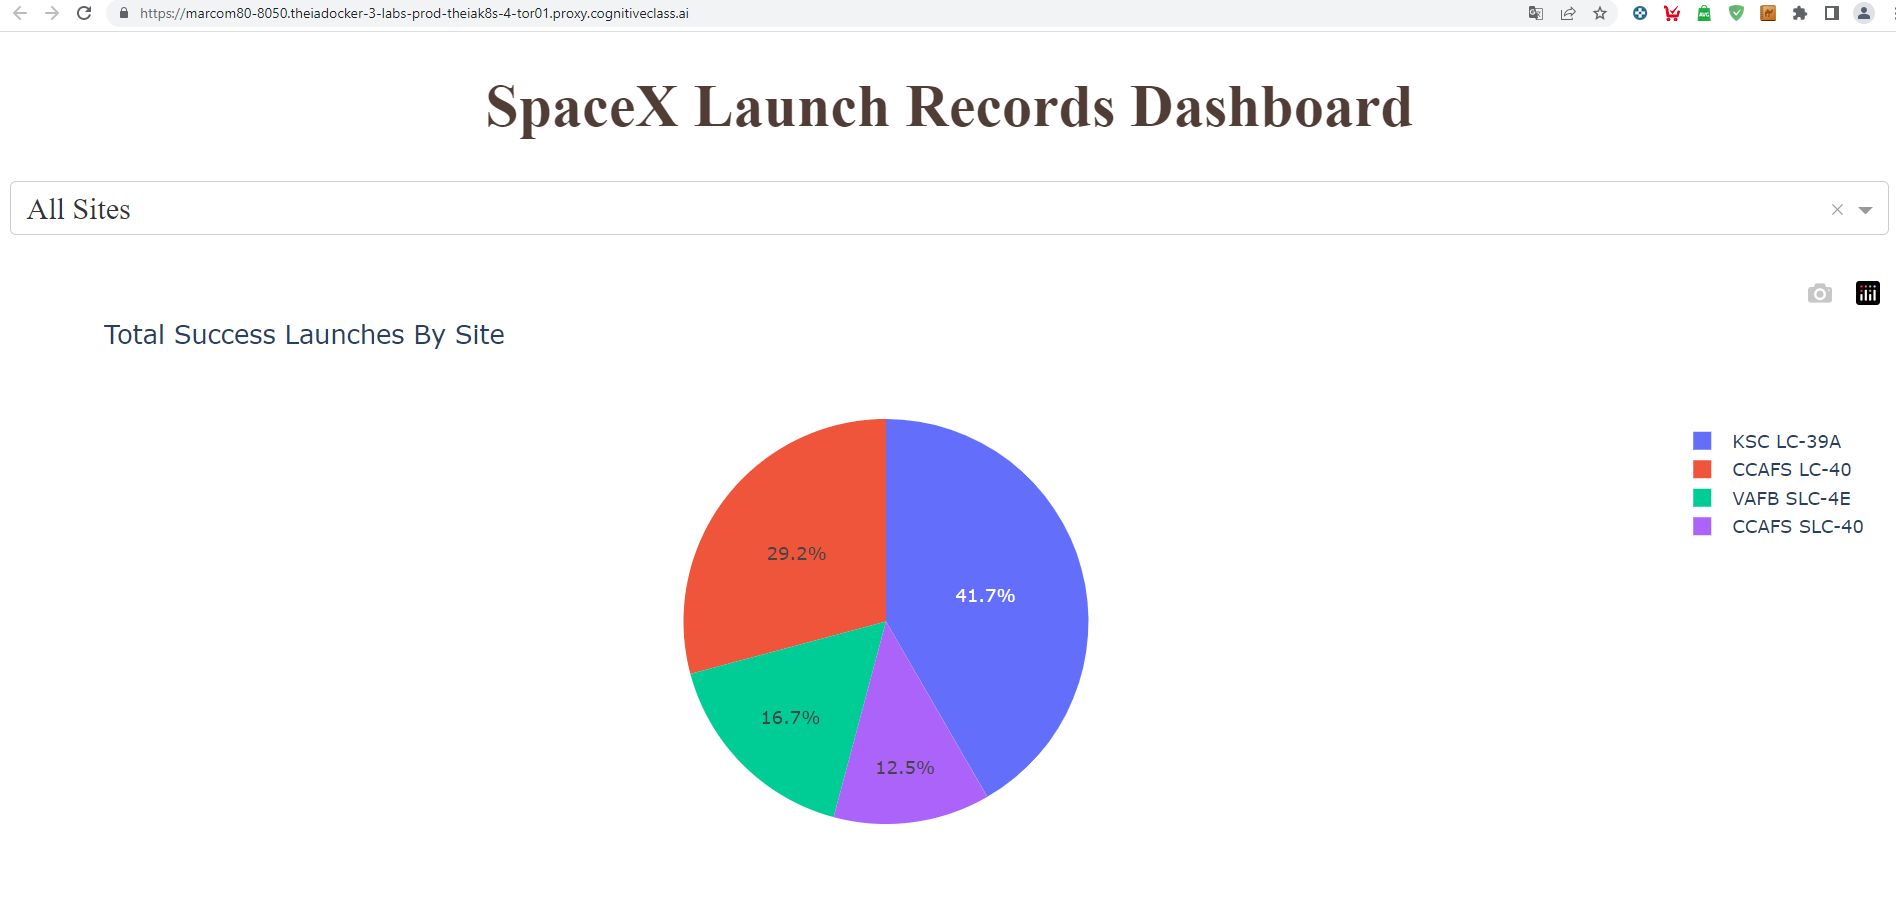 https://marcom80-8050.theiadocker-3-labs-prod-theiak8s-4-tor01.proxy.cognitiveclass.ai
SpaceX Launch Records Dashboard
All Sites
Total Success Launches By Site
KSC LC-39A
CCAFS LC-40
VAFB SLC-4E
CCAFS SLC-40
29.2%
41.7%
16.7%
12.5%